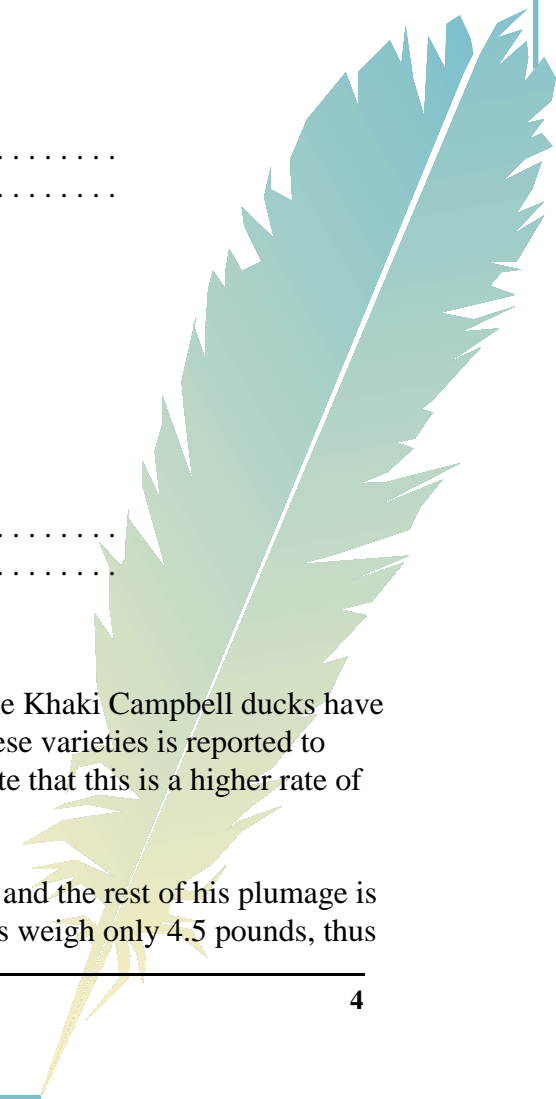 . . . . . . . .
. . . . . . . .
. . . . . . . .
. . . . . . . .
e Khaki Campbell ducks have
ese varieties is reported to
te that this is a higher rate of
and the rest of his plumage is
s weigh only 4.5 pounds, thus
4